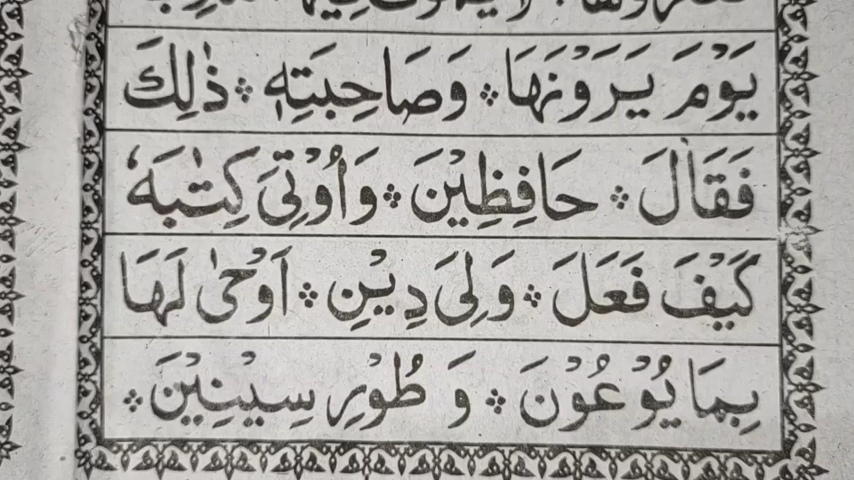 يَوْمَ يَرَوْنَهَا ۞ وَصَاحِبَتِهٖ ۞ ذٰلِكَ
فَقَالَ ۞ حَافِظِيْنَ ۞ وَاُوْتِيَ كِتٰبَهٗ
كَيْفَ فَعَلَ ۞ وَلِيَ دِيْنِ ۞ اَوْحٰى لَهَا
بِمَا يُوْعُوْنَ ۞ وَ طُوْرِ سِيْنِيْنَ ۞